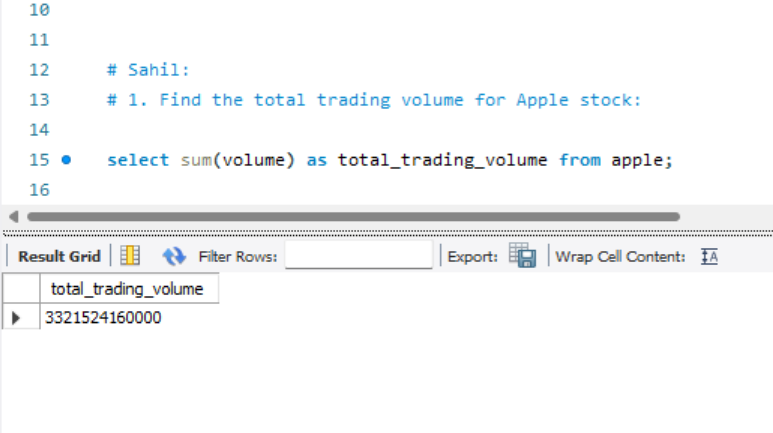 10
11
12 # Sahil:
13 # 1. Find the total trading volume for Apple stock:
14
15 select sum(volume) as total_trading_volume from apple;
16
Result Grid Filter Rows: Export: Wrap Cell Content: IA
total_trading_volume
3321524160000